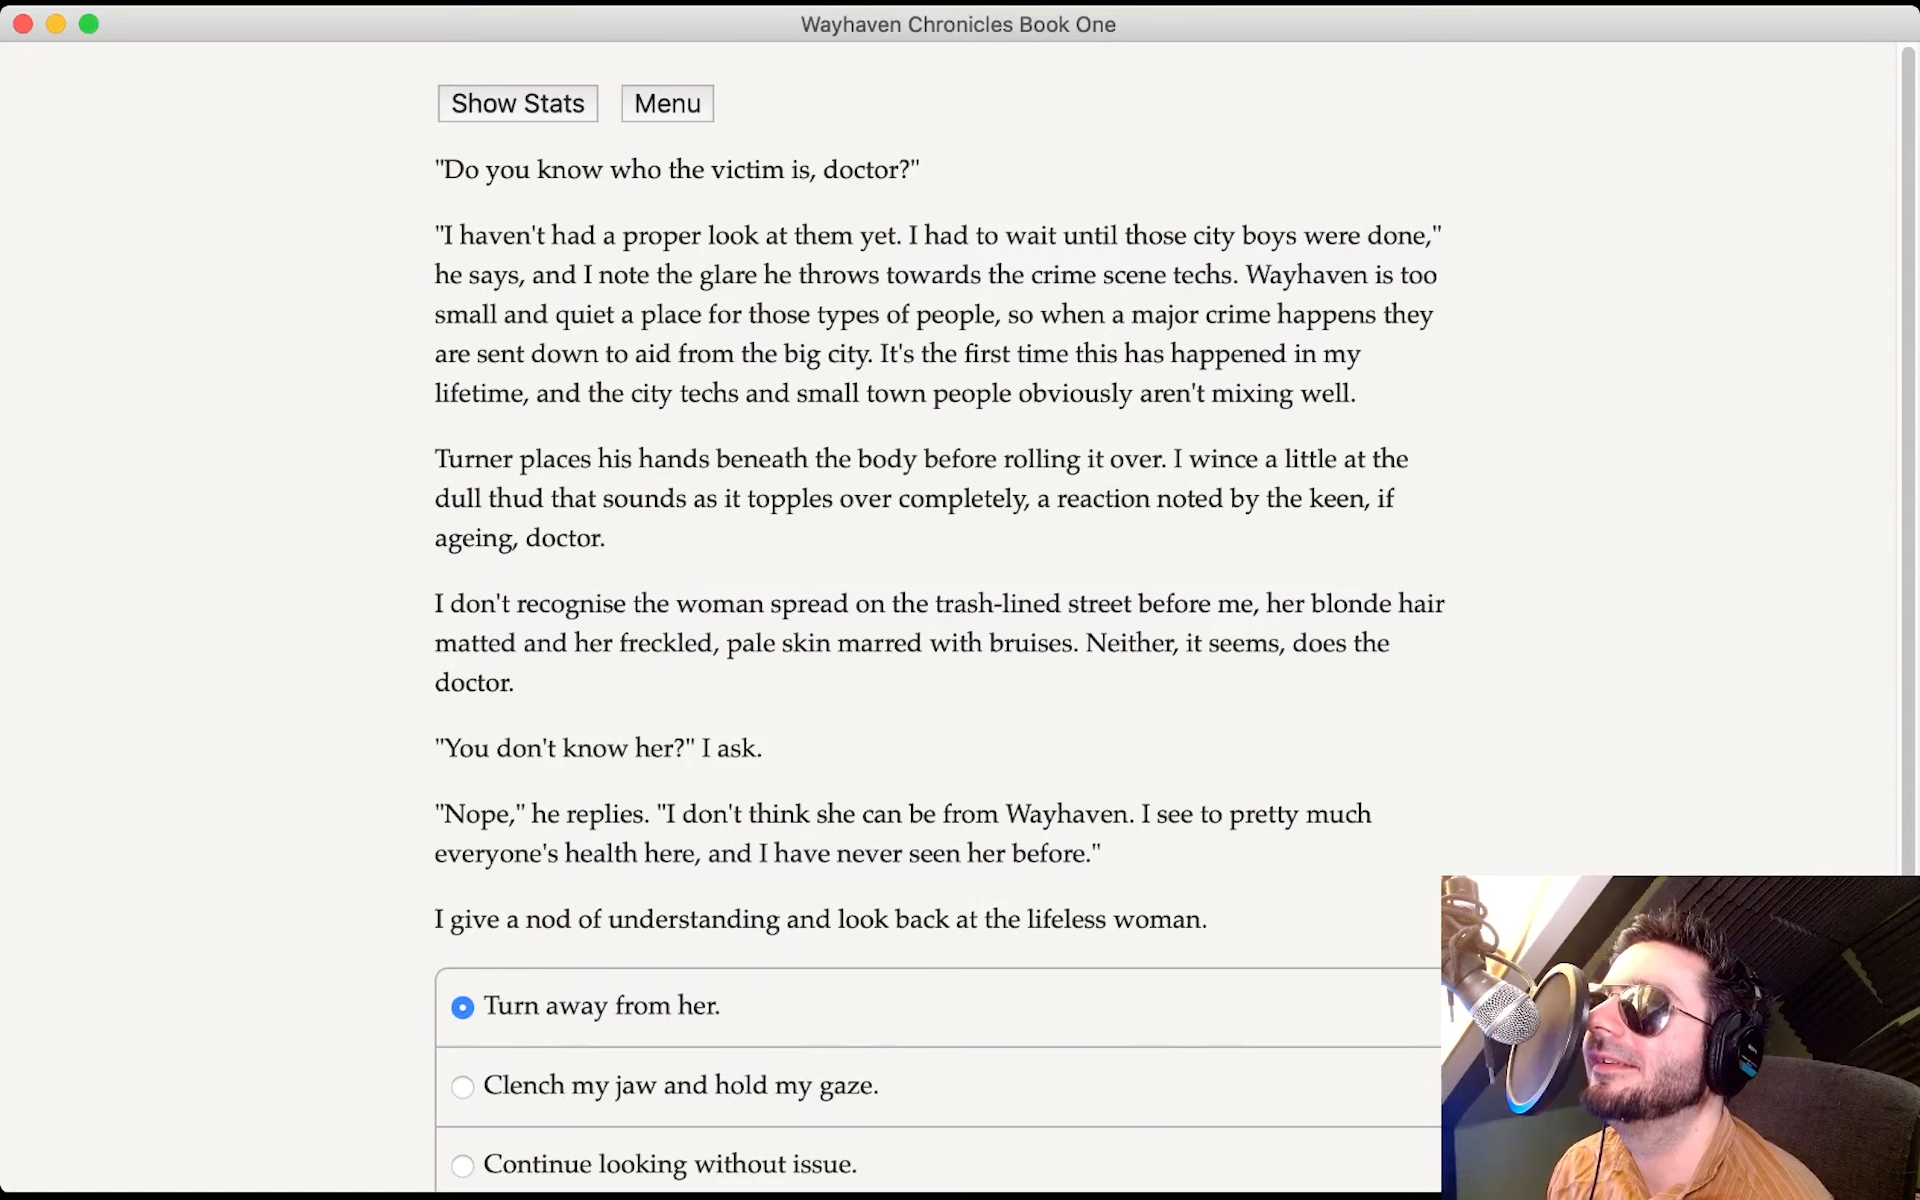 Wayhaven Chronicles Book One
Show Stats Menu
"Do you know who the victim is, doctor?"
"I haven't had a proper look at them yet. I had to wait until those city boys were done,"
he says, and I note the glare he throws towards the crime scene techs. Wayhaven is too
small and quiet a place for those types of people, so when a major crime happens they
are sent down to aid from the big city. It's the first time this has happened in my
lifetime, and the city techs and small town people obviously aren't mixing well.
Turner places his hands beneath the body before rolling it over. I wince a little at the
dull thud that sounds as it topples over completely, a reaction noted by the keen, if
ageing, doctor.
I don't recognise the woman spread on the trash-lined street before me, her blonde hair
matted and her freckled, pale skin marred with bruises. Neither, it seems, does the
doctor.
"You don't know her?" I ask.
"Nope," he replies. "I don't think she can be from Wayhaven. I see to pretty much
everyone's health here, and I have never seen her before."
I give a nod of understanding and look back at the lifeless woman.
Turn away from her.
Clench my jaw and hold my gaze.
Continue looking without issue.